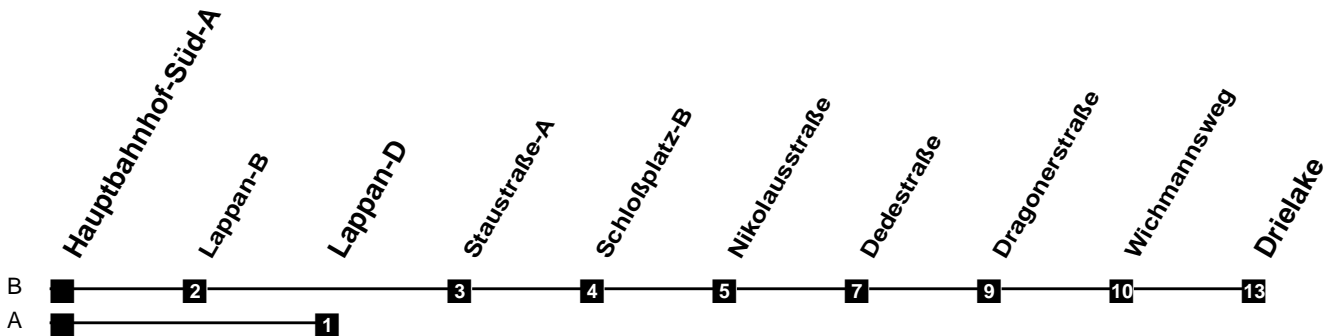 Hauptbahnhof-Süd-A
Lappan-B
Lappan-D
Staustraße-A
Schloßplatz-B
Nikolausstraße
Dedestraße
Dragonerstraße
Wichmannsweg
Drielake
B 2 3 4 5 7 9 10 13
A 1